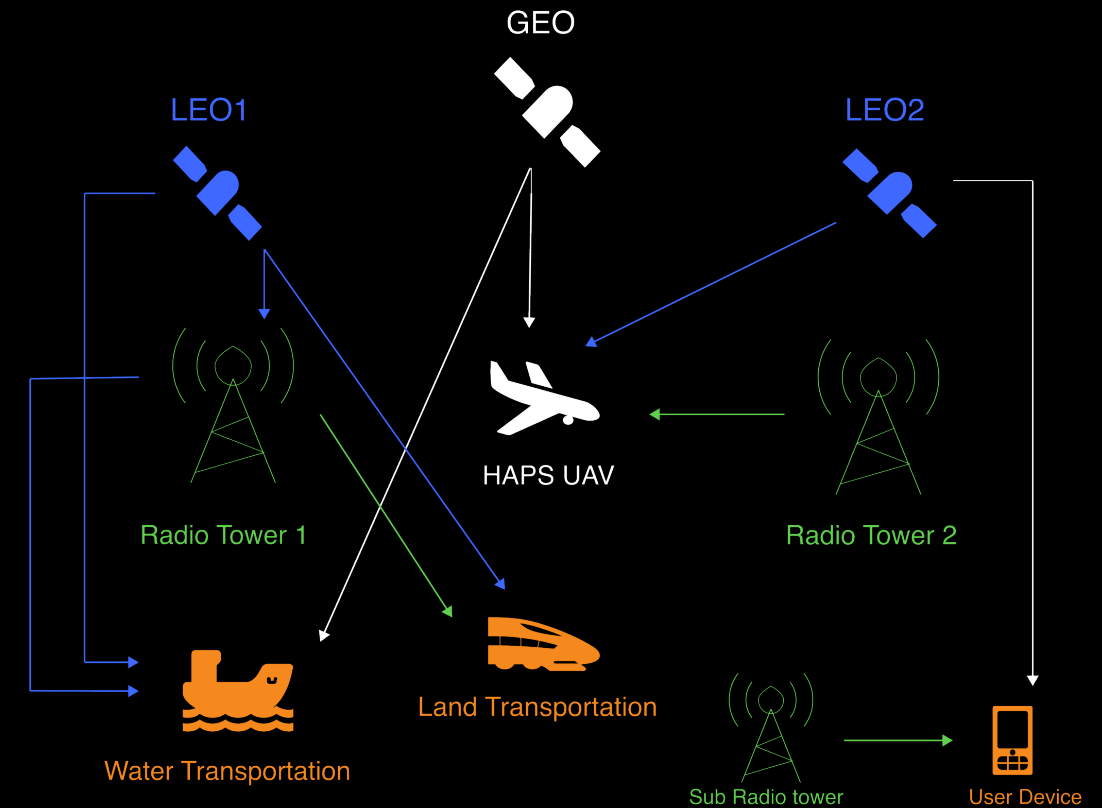 GEO
LEO1
LEO2
HAPS UAV
Radio Tower 1
Radio Tower 2
Land Transportation
Water Transportation
Sub Radio tower
User Device